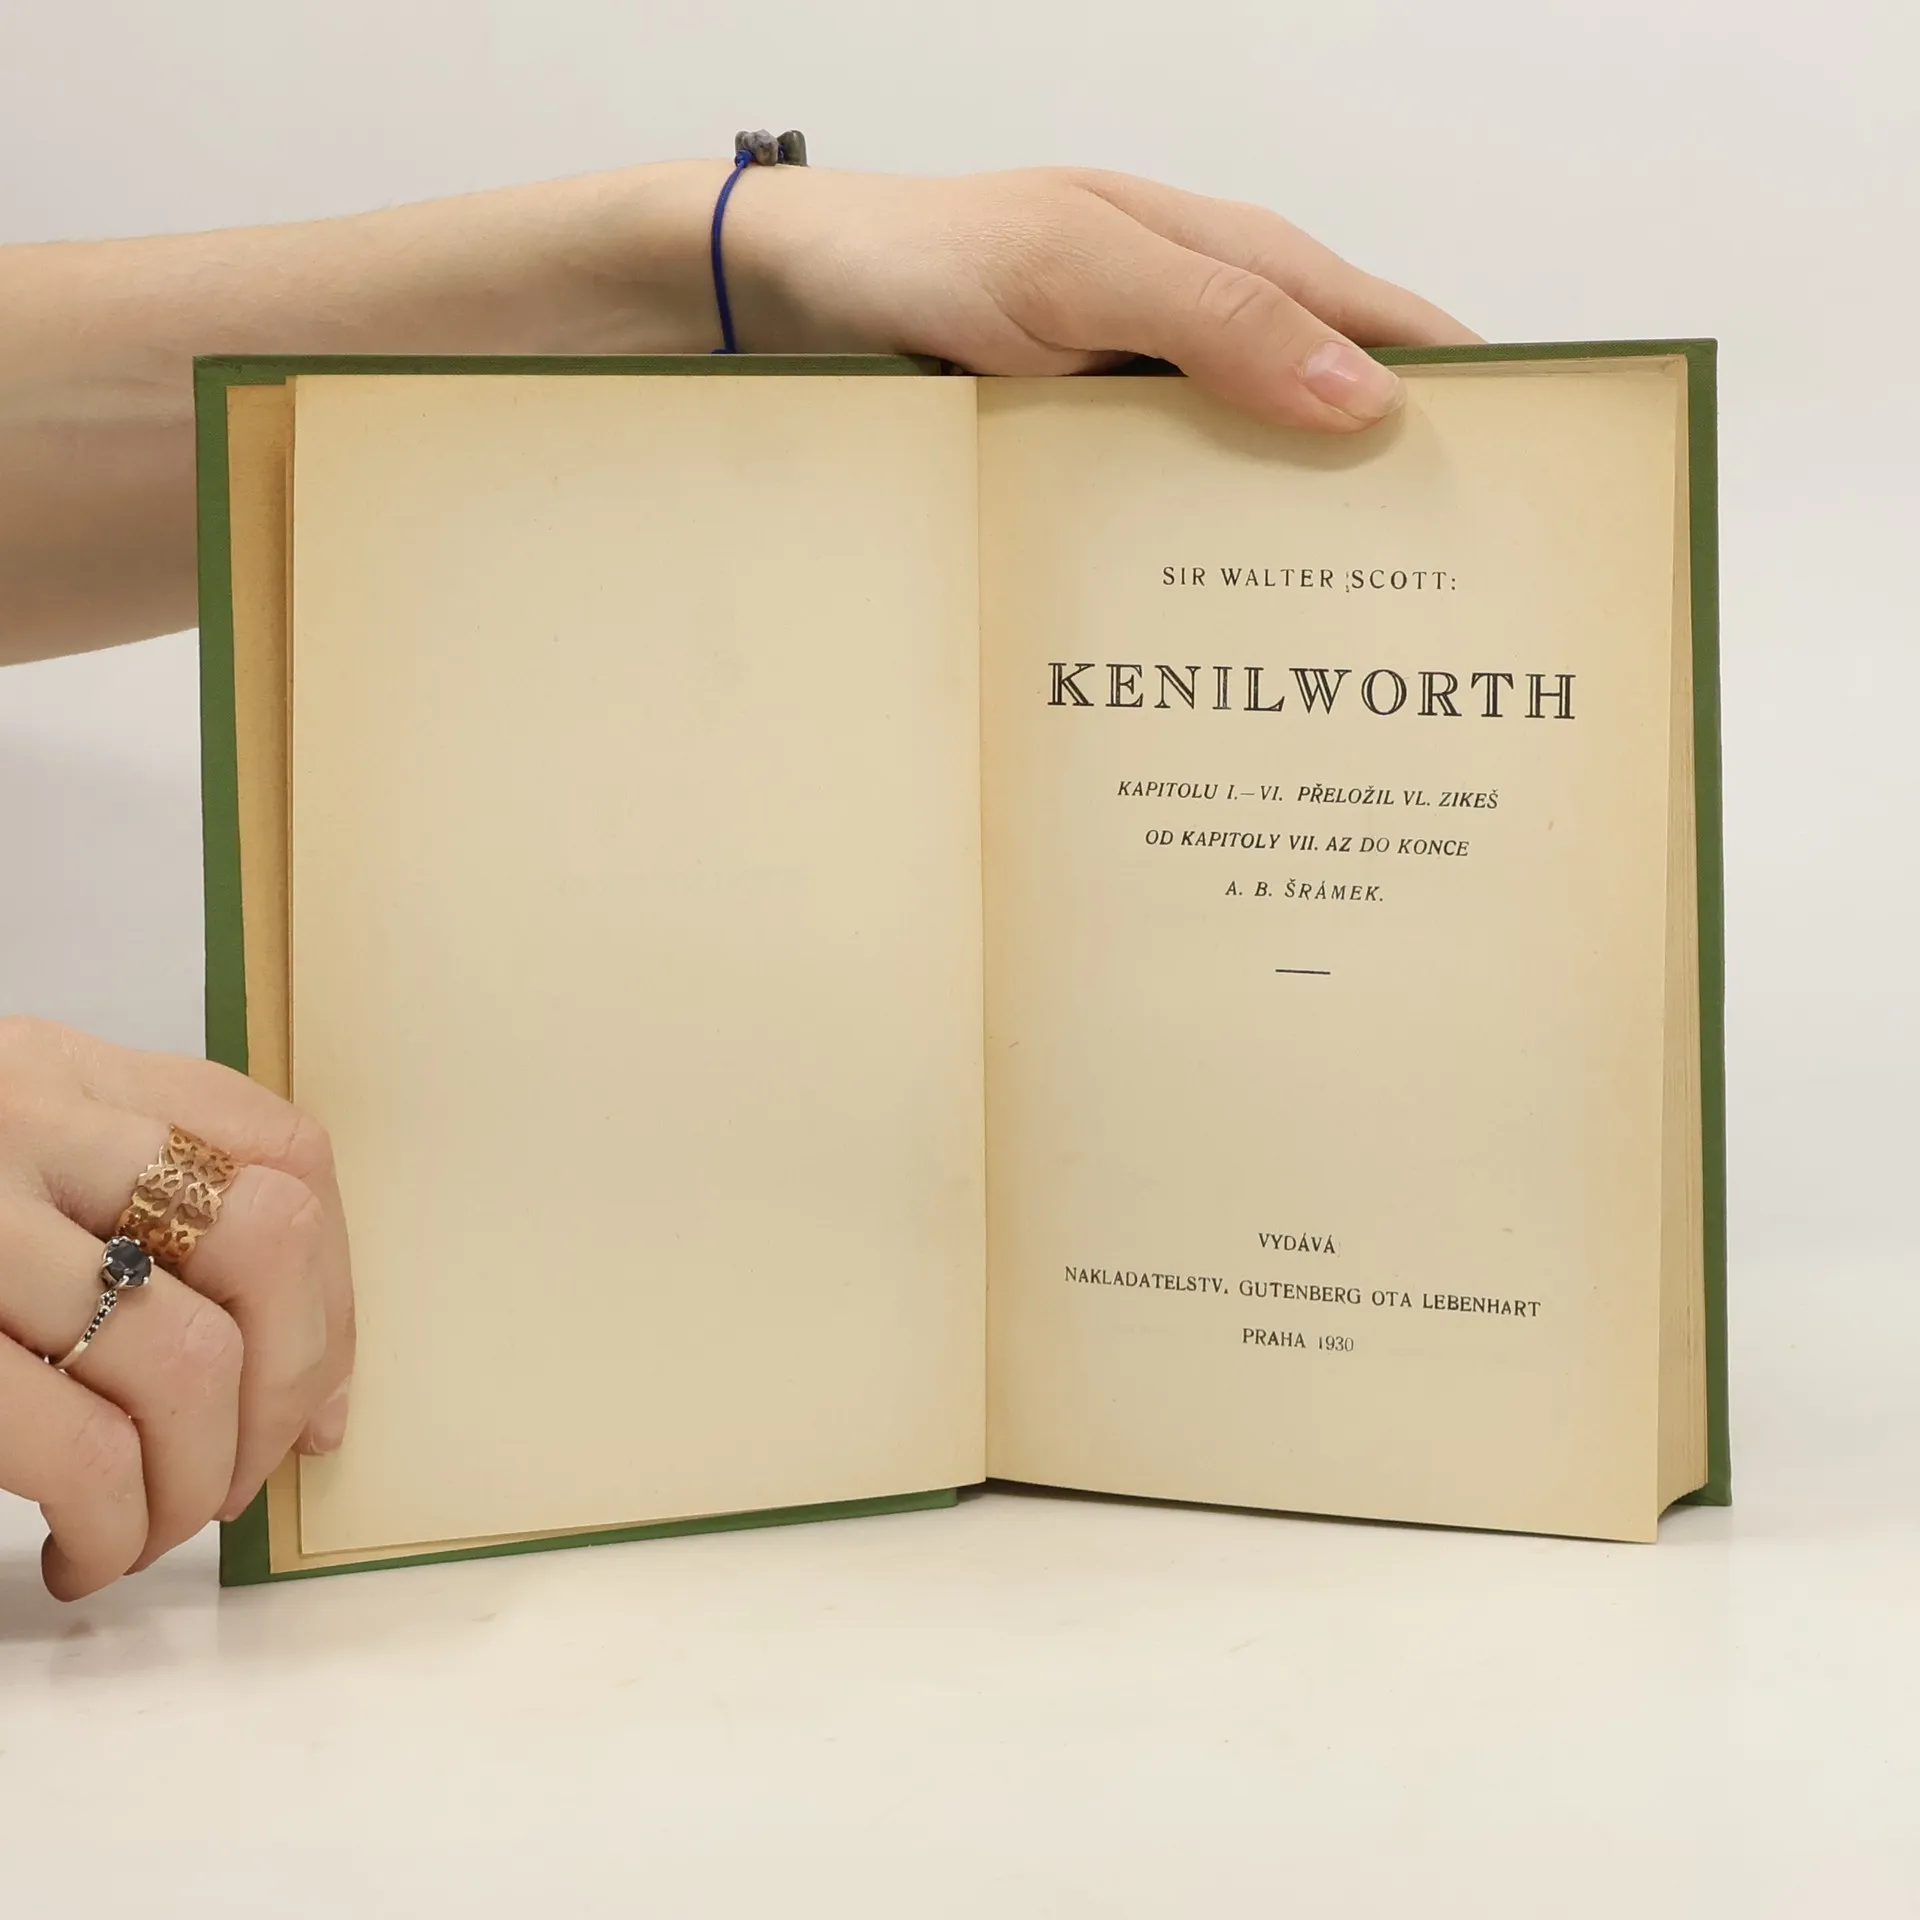 SIR WALTER SCOTT:
KENILWORTH
KAPITOLU I.—VI. PŘELOŽIL VL. ZIKEŠ
OD KAPITOLY VII. AZ DO KONCE
A. B. ŠRÁMEK.
VYDÁVÁ
NAKLADATELSTV. GUTENBERG OTA LEBENHART
PRAHA 1930